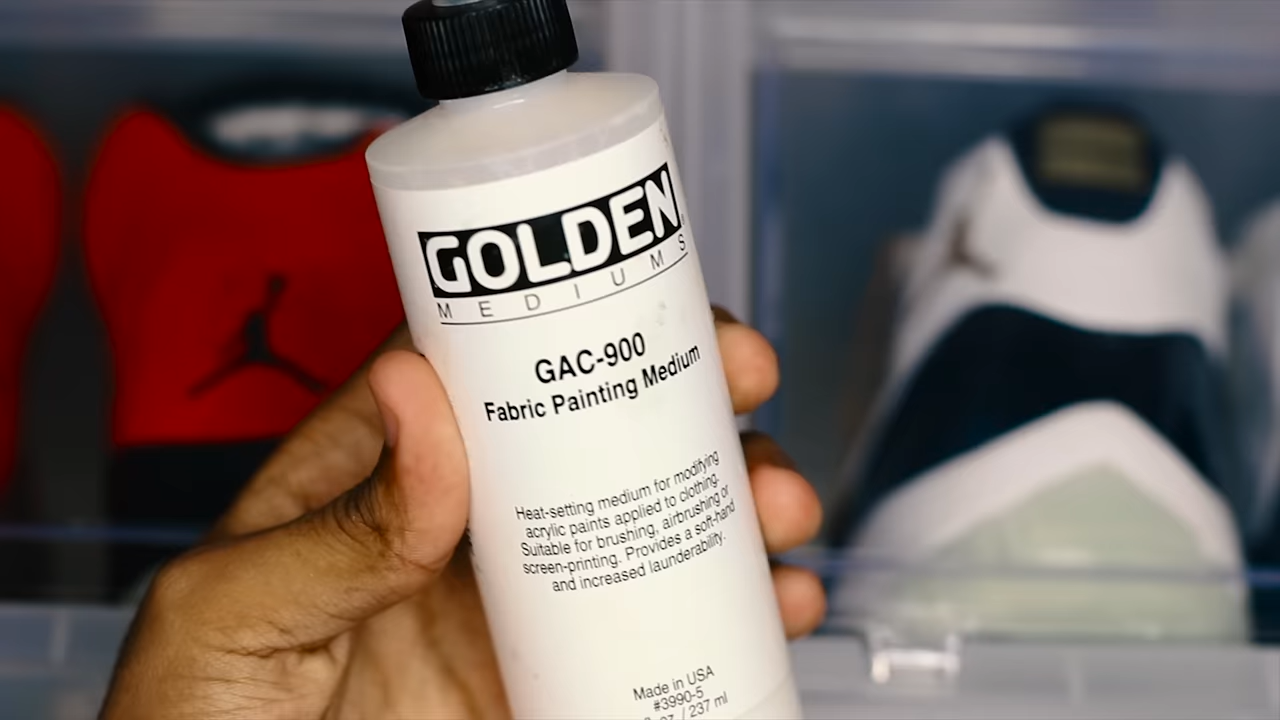 GOLDEN
MEDIUMS
GAC-900
Fabric Painting Medium
Heat-setting medium for modifying
acrylic paints applied to clothing.
Suitable for brushing, airbrushing or
screen-printing. Provides a soft-hand
and increased launderability.
Made in USA
#3990-5
oz. / 237 ml